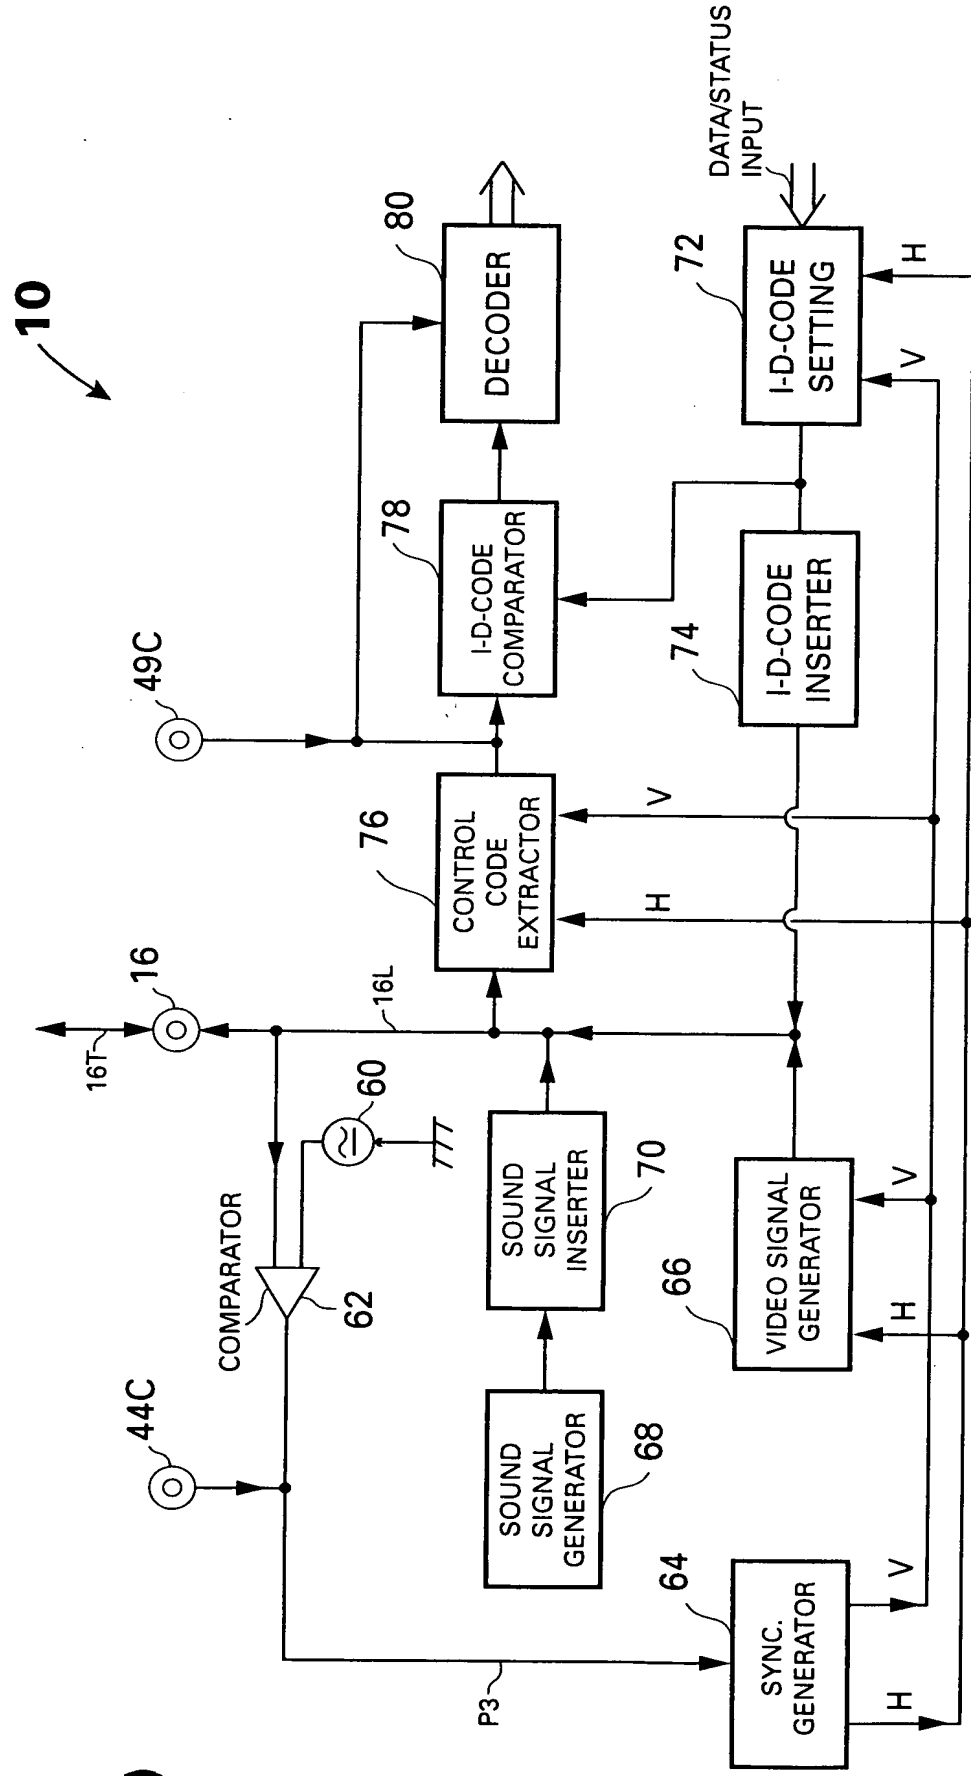 10
44C
16T
16
49C
COMPARATOR
62
60
16L
76
78
80
CONTROL
CODE
EXTRACTOR
I-D-CODE
COMPARATOR
DECODER
SOUND
SIGNAL
GENERATOR
68
SOUND
SIGNAL
INSERTER
70
H
V
P3
64
66
74
72
DATA/STATUS
INPUT
SYNC.
GENERATOR
VIDEO SIGNAL
GENERATOR
I-D-CODE
INSERTER
I-D-CODE
SETTING
H
V
H
V
V
H